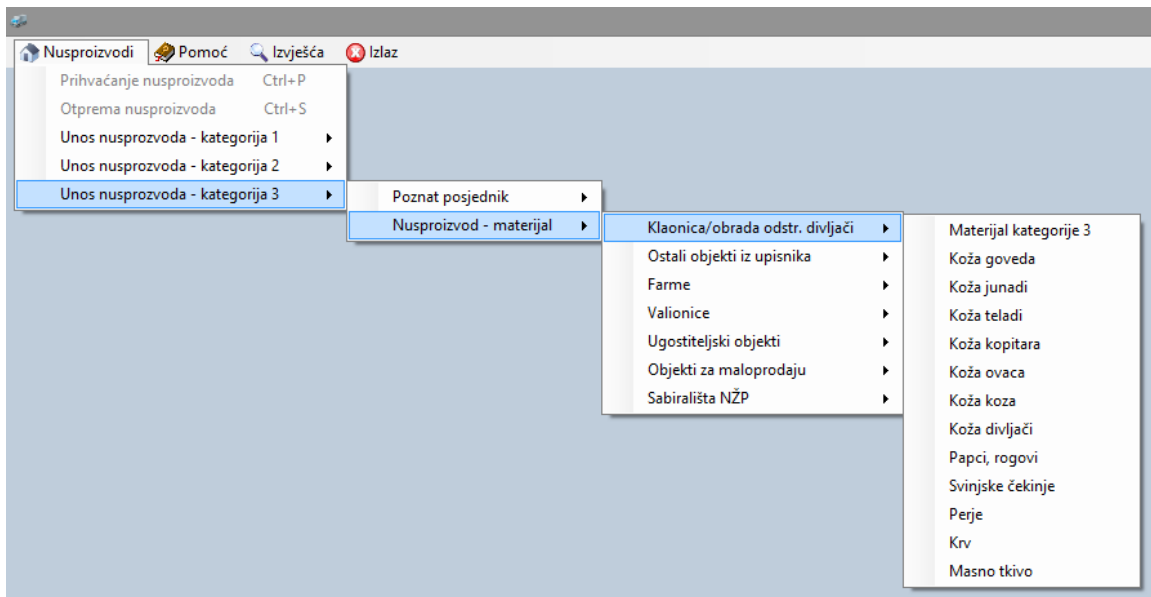 Nusproizvodi Pomoć Izvješća Izlaz
Prihvaćanje nusproizvoda Ctrl+P
Otprema nusproizvoda Ctrl+S
Unos nusprozvoda - kategorija 1
Unos nusprozvoda - kategorija 2
Unos nusprozvoda - kategorija 3
Poznat posjednik
Nusproizvod - materijal
Klaonica/obrada odstr. divljači
Ostali objekti iz upisnika
Farme
Valionice
Ugostiteljski objekti
Objekti za maloprodaju
Sabirališta NŽP
Materijal kategorije 3
Koža goveda
Koža junadi
Koža teladi
Koža kopitara
Koža ovaca
Koža koza
Koža divljači
Papci, rogovi
Svinjske čekinje
Perje
Krv
Masno tkivo